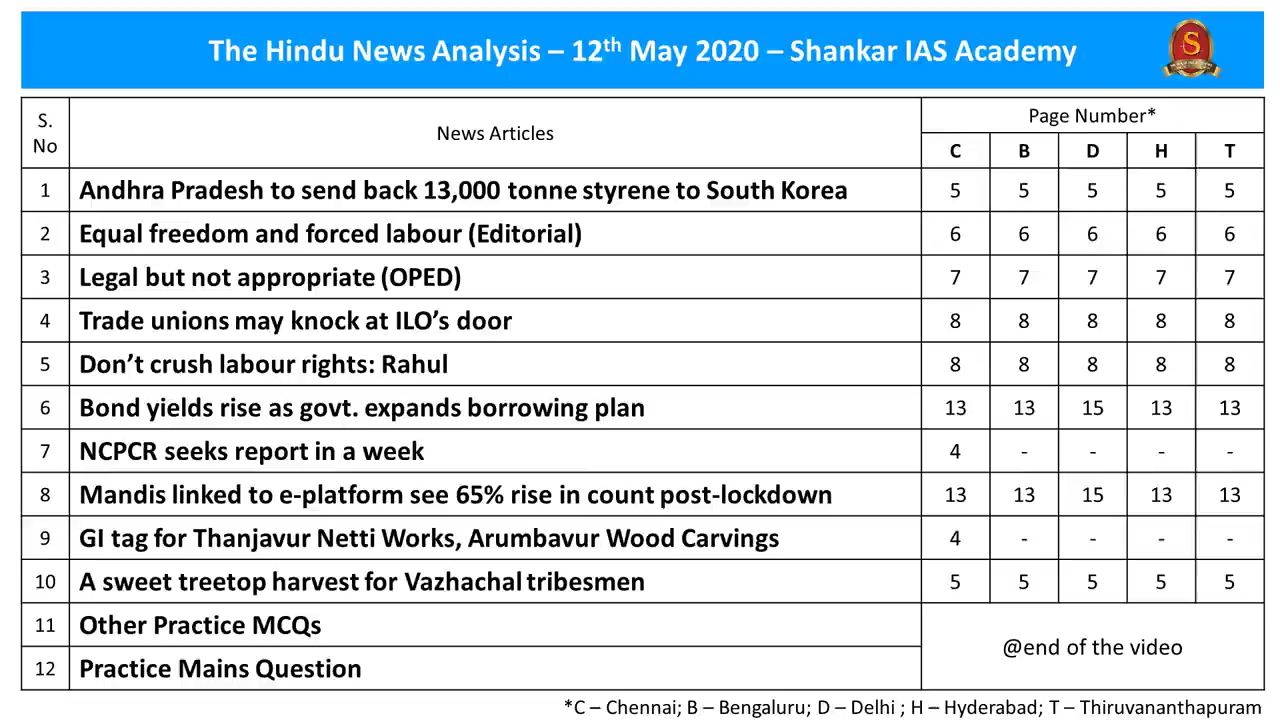 The Hindu News Analysis – 12th May 2020 – Shankar IAS Academy
S
S. No
News Articles
Page Number*
C B D H T
1 Andhra Pradesh to send back 13,000 tonne styrene to South Korea 5 5 5 5 5
2 Equal freedom and forced labour (Editorial) 6 6 6 6 6
3 Legal but not appropriate (OPED) 7 7 7 7 7
4 Trade unions may knock at ILO’s door 8 8 8 8 8
5 Don’t crush labour rights: Rahul 8 8 8 8 8
6 Bond yields rise as govt. expands borrowing plan 13 13 15 13 13
7 NCPCR seeks report in a week 4 - - - -
8 Mandis linked to e-platform see 65% rise in count post-lockdown 13 13 15 13 13
9 GI tag for Thanjavur Netti Works, Arumbavur Wood Carvings 4 - - - -
10 A sweet treetop harvest for Vazhachal tribesmen 5 5 5 5 5
11 Other Practice MCQs
@end of the video
12 Practice Mains Question
*C – Chennai; B – Bengaluru; D – Delhi ; H – Hyderabad; T – Thiruvananthapuram